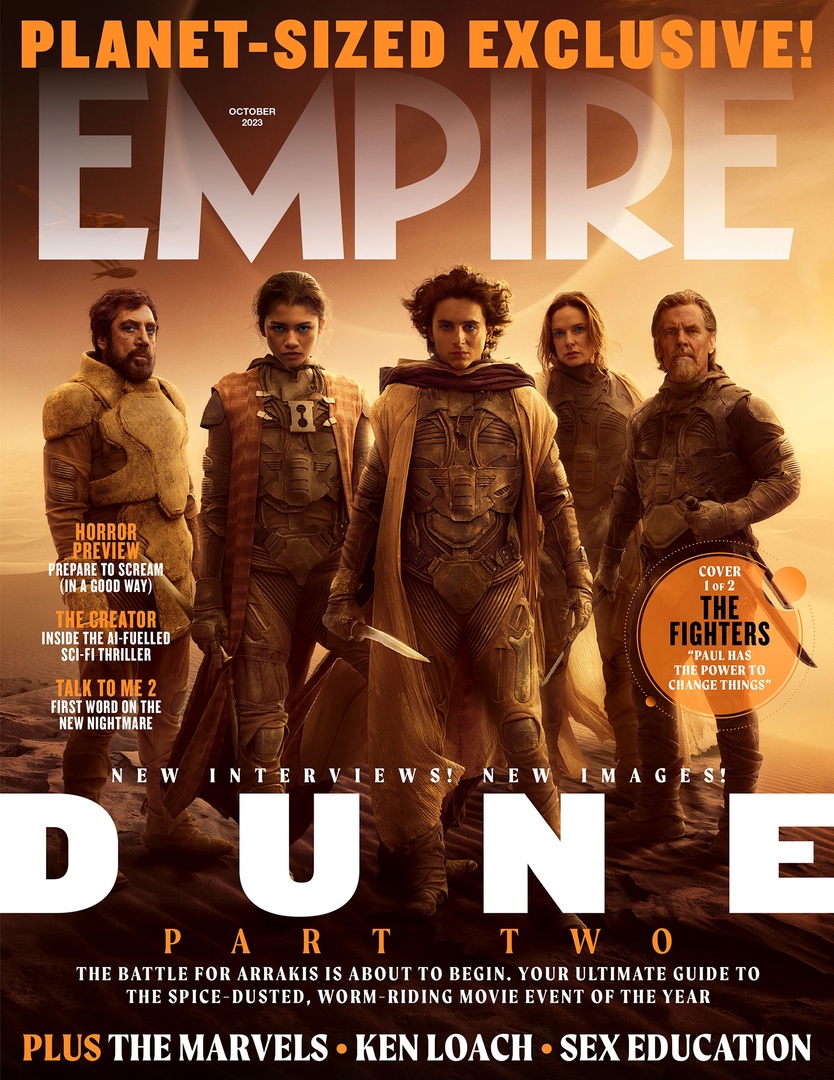 PLANET-SIZED EXCLUSIVE!
EMPIRE
OCTOBER
2023
HORROR
PREVIEW
PREPARE TO SCREAM
(IN A GOOD WAY)
THE CREATOR
INSIDE THE AI-FUELLED
SCI-FI THRILLER
TALK TO ME 2
FIRST WORD ON THE
NEW NIGHTMARE
COVER
1 OF 2
THE
FIGHTERS
“PAUL HAS
THE POWER TO
CHANGE THINGS”
NEW INTERVIEWS! NEW IMAGES!
DUNE
PART TWO
THE BATTLE FOR ARRAKIS IS ABOUT TO BEGIN. YOUR ULTIMATE GUIDE TO
THE SPICE-DUSTED, WORM-RIDING MOVIE EVENT OF THE YEAR
PLUS THE MARVELS • KEN LOACH • SEX EDUCATION